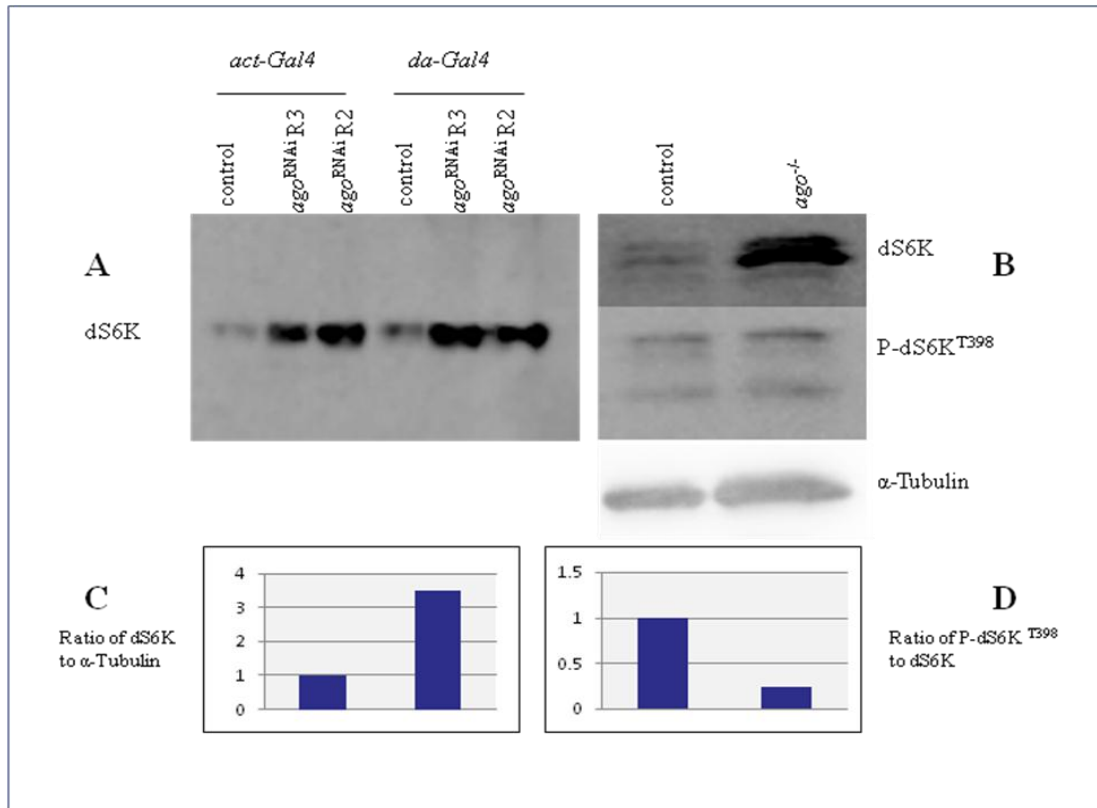 act-Gal4 da-Gal4
control
ago^RNAi R3
ago^RNAi R2
control
ago^RNAi R3
ago^RNAi R2
control
ago^-/-
A
dS6K
dS6K
B
P-dS6K^T398
α-Tubulin
C
Ratio of dS6K
to α-Tubulin
4
3
2
1
0
1.5
1
0.5
0
D
Ratio of P-dS6K^T398
to dS6K